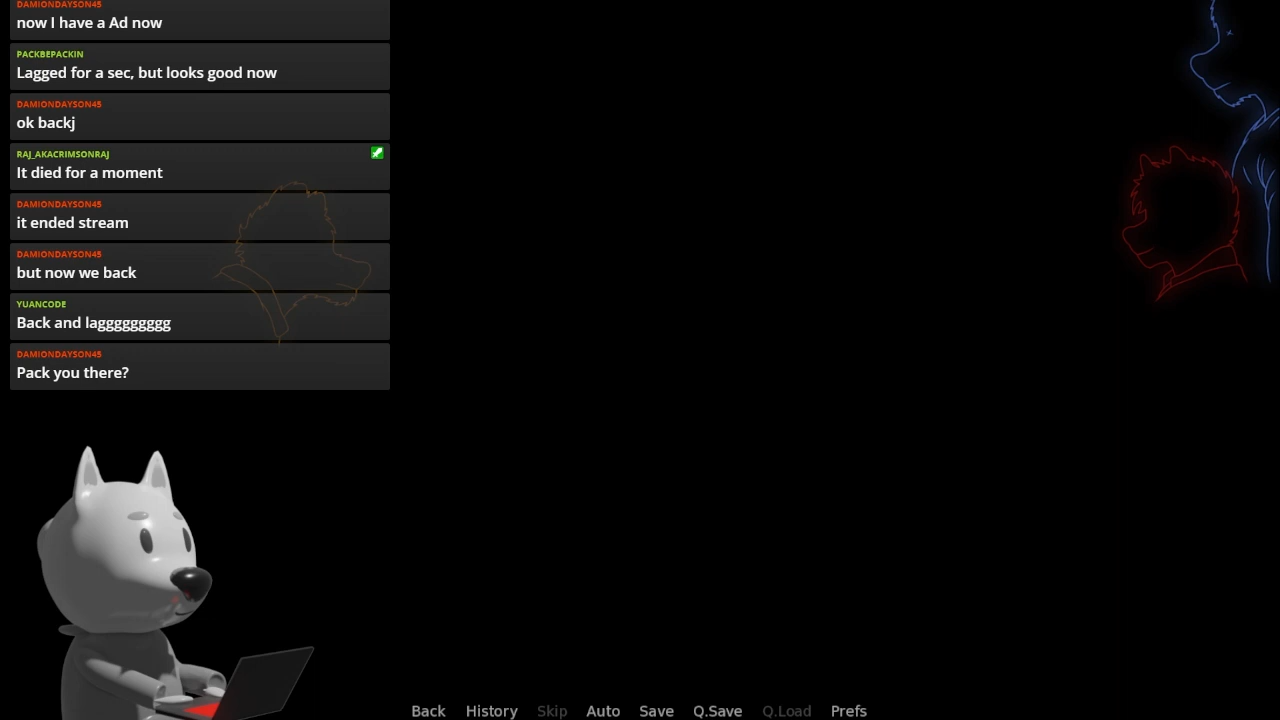 DAMIONDAYSON45
now I have a Ad now
PACKBEPACKIN
Lagged for a sec, but looks good now
DAMIONDAYSON45
ok backj
RAJ_AKACRIMSONRAJ
It died for a moment
DAMIONDAYSON45
it ended stream
DAMIONDAYSON45
but now we back
YUANCODE
Back and laggggggggg
DAMIONDAYSON45
Pack you there?
Back History Skip Auto Save Q.Save Q.Load Prefs